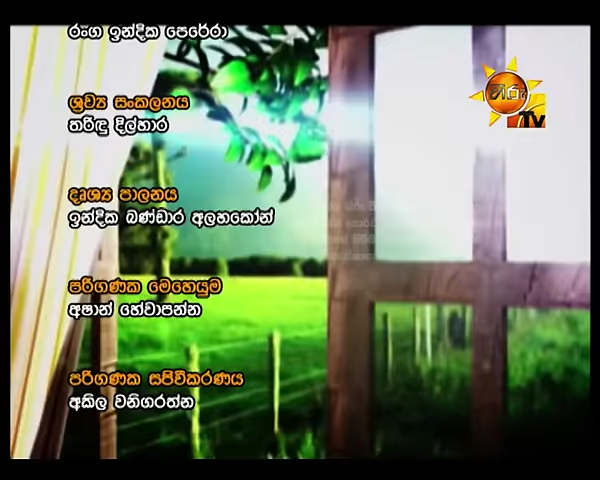 රංග ඉන්දික පෙරේරා
ශ්‍රව්‍ය සංකලනය
තරිඳු දිල්හාර
දෘශ්‍ය පාලනය
ඉන්දික බණ්ඩාර අලහකෝන්
පරිගණක මෙහෙයුම
අෂාන් හේවාපන්න
පරිගණක සජිවිකරණය
අකිල වනිගරත්න
හිරු
TV